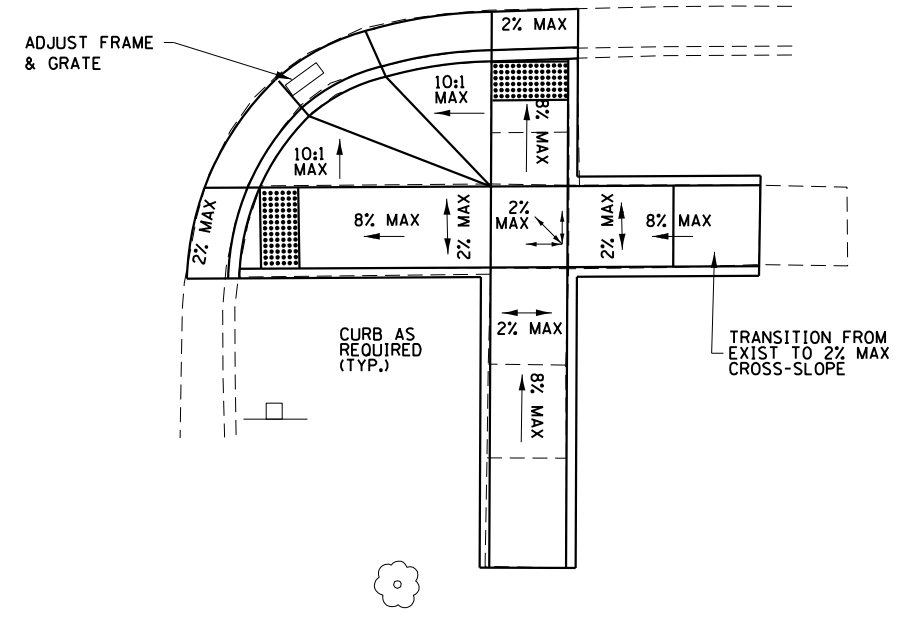 2% MAX
ADJUST FRAME
& GRATE
10:1
MAX
8% MAX
10:1
MAX
2% MAX
8% MAX
2% MAX
2%
MAX
2% MAX
8% MAX
2% MAX
CURB AS
REQUIRED
(TYP.)
TRANSITION FROM
EXIST TO 2% MAX
CROSS-SLOPE
8% MAX